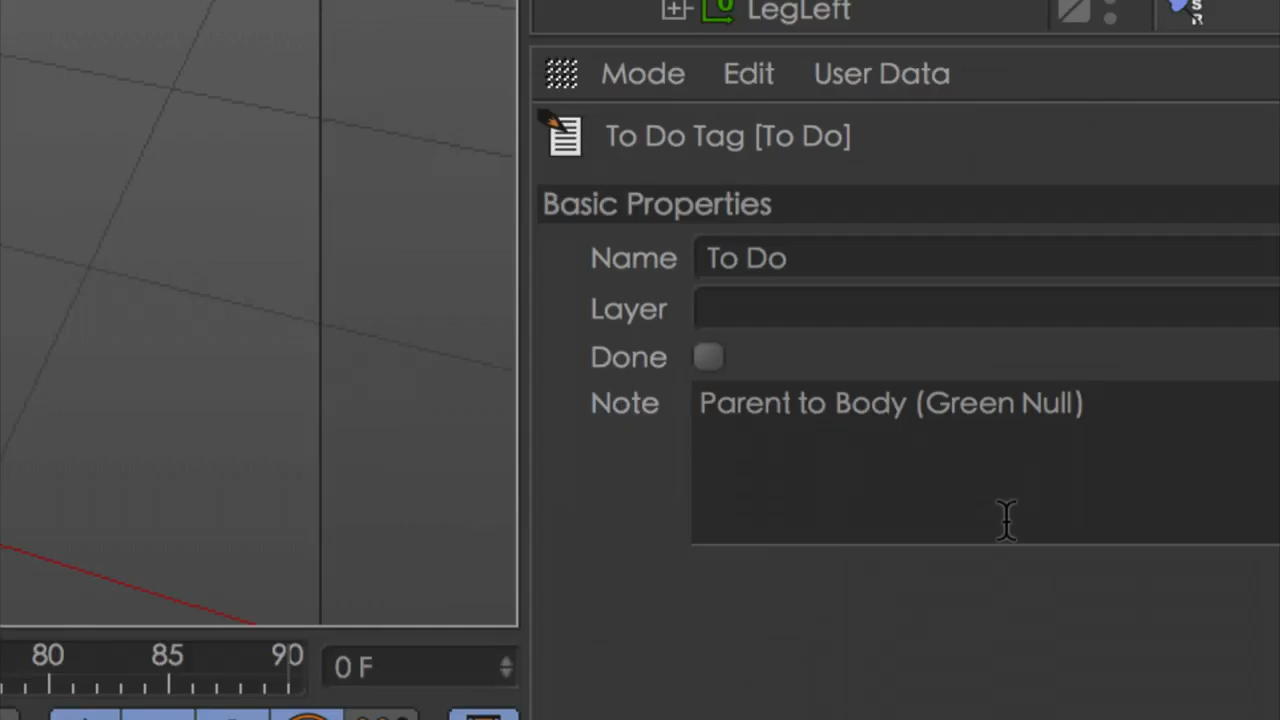 LegLeft
S
R
Mode Edit User Data
To Do Tag [To Do]
Basic Properties
Name To Do
Layer
Done
Note Parent to Body (Green Null)
80 85 90 0 F